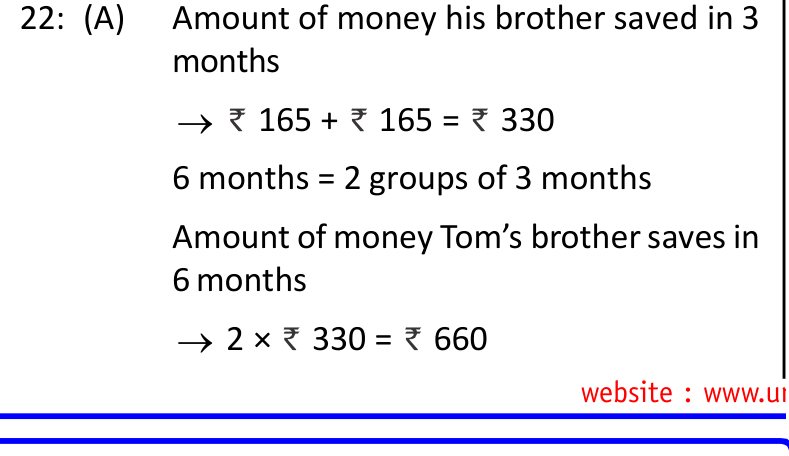 22: (A) Amount of money his brother saved in 3
months
→ ₹ 165 + ₹ 165 = ₹ 330
6 months = 2 groups of 3 months
Amount of money Tom’s brother saves in
6 months
→ 2 × ₹ 330 = ₹ 660
website : www.